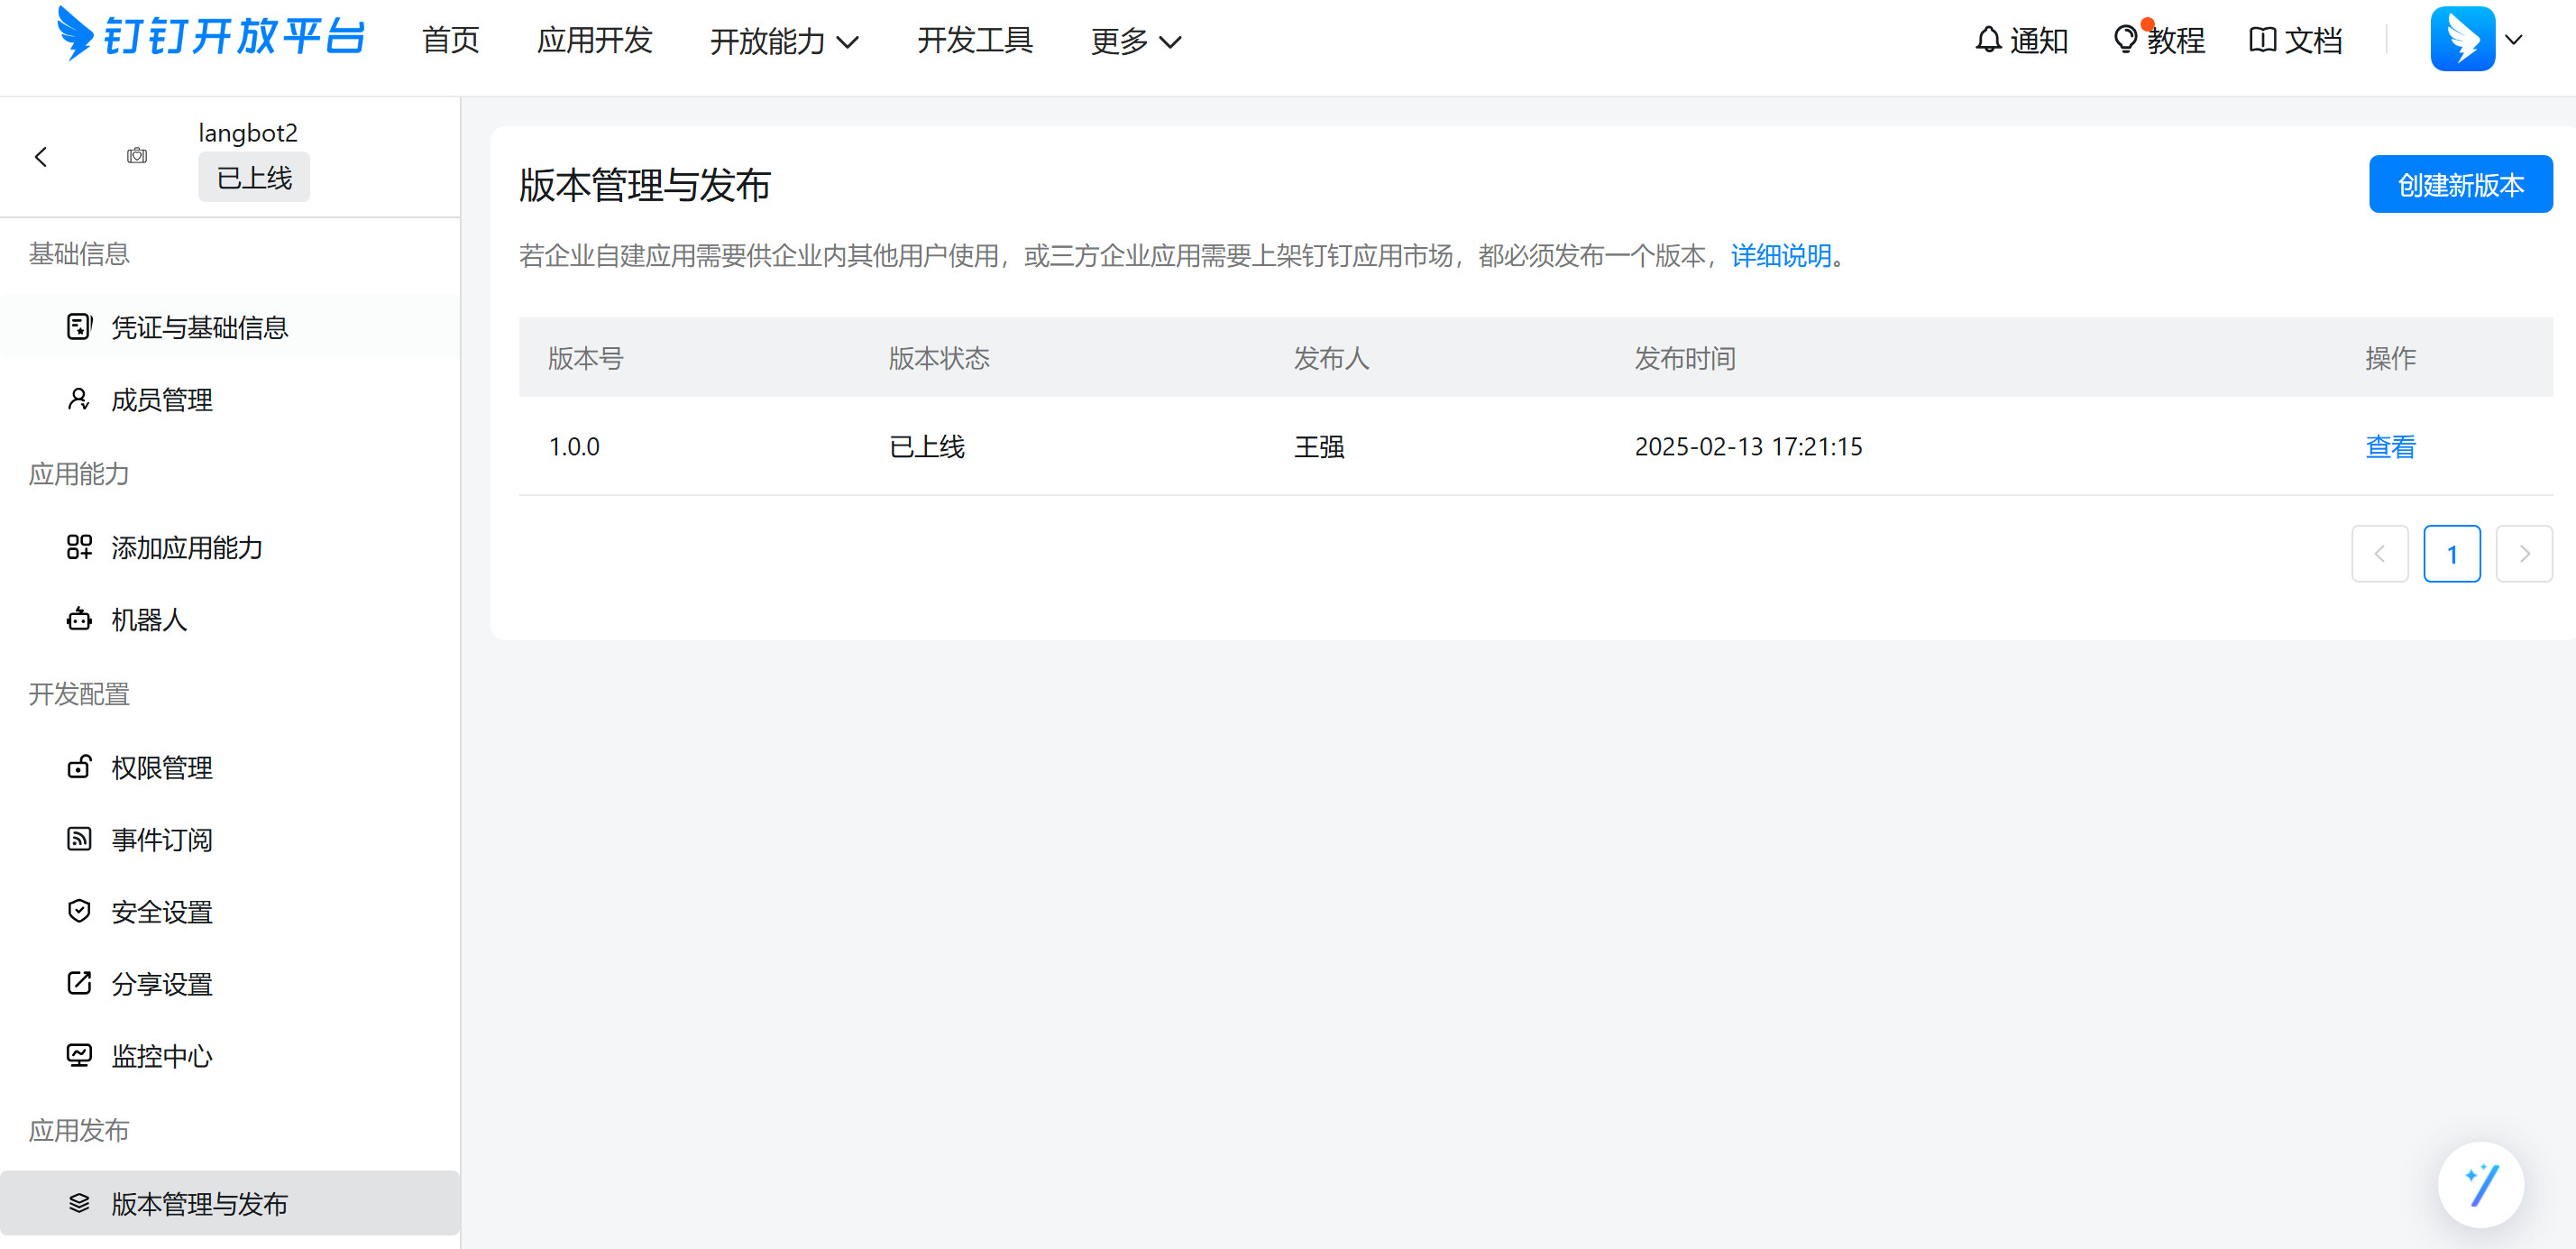 钉钉开放平台 首页 应用开发 开放能力 开发工具 更多 通知 教程 文档
langbot2
已上线
基础信息
凭证与基础信息
成员管理
应用能力
添加应用能力
机器人
开发配置
权限管理
事件订阅
安全设置
分享设置
监控中心
应用发布
版本管理与发布
版本管理与发布
创建新版本
若企业自建应用需要供企业内其他用户使用，或三方企业应用需要上架钉钉应用市场，都必须发布一个版本，详细说明。
版本号 版本状态 发布人 发布时间 操作
1.0.0 已上线 王强 2025-02-13 17:21:15 查看
1